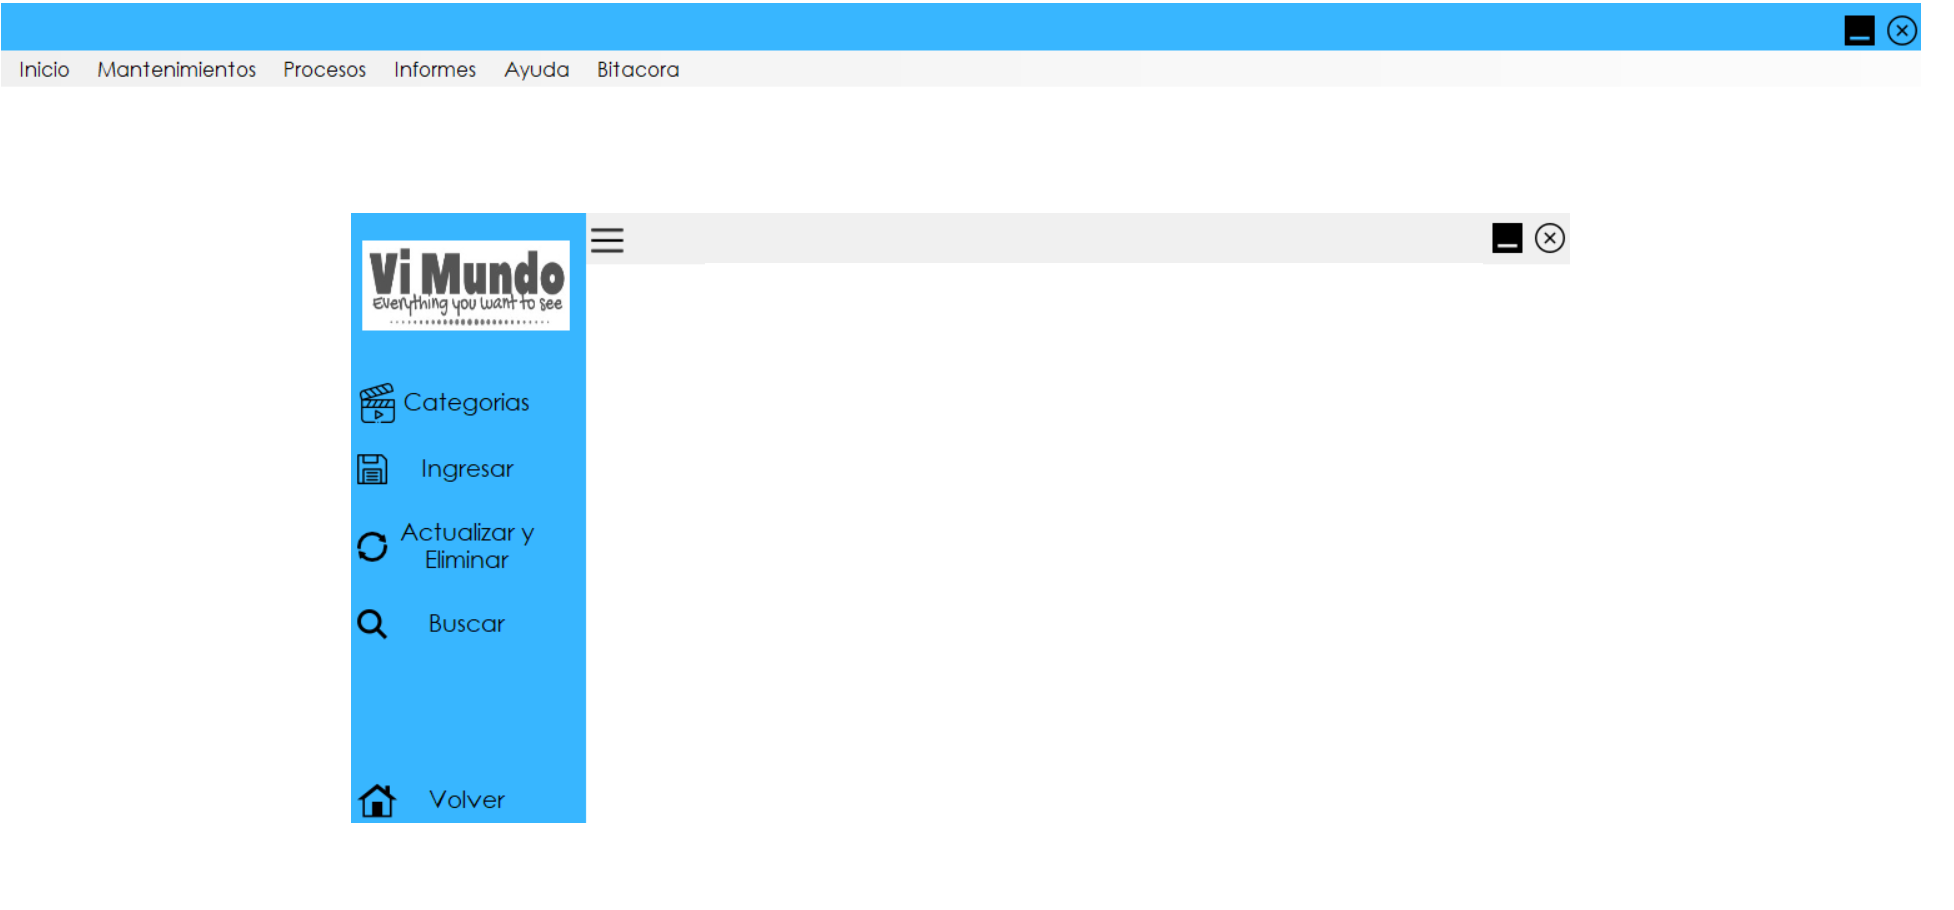 Inicio Mantenimientos Procesos Informes Ayuda Bitacora
Vi Mundo
Everything you want to see
Categorias
Ingresar
Actualizar y
Eliminar
Buscar
Volver